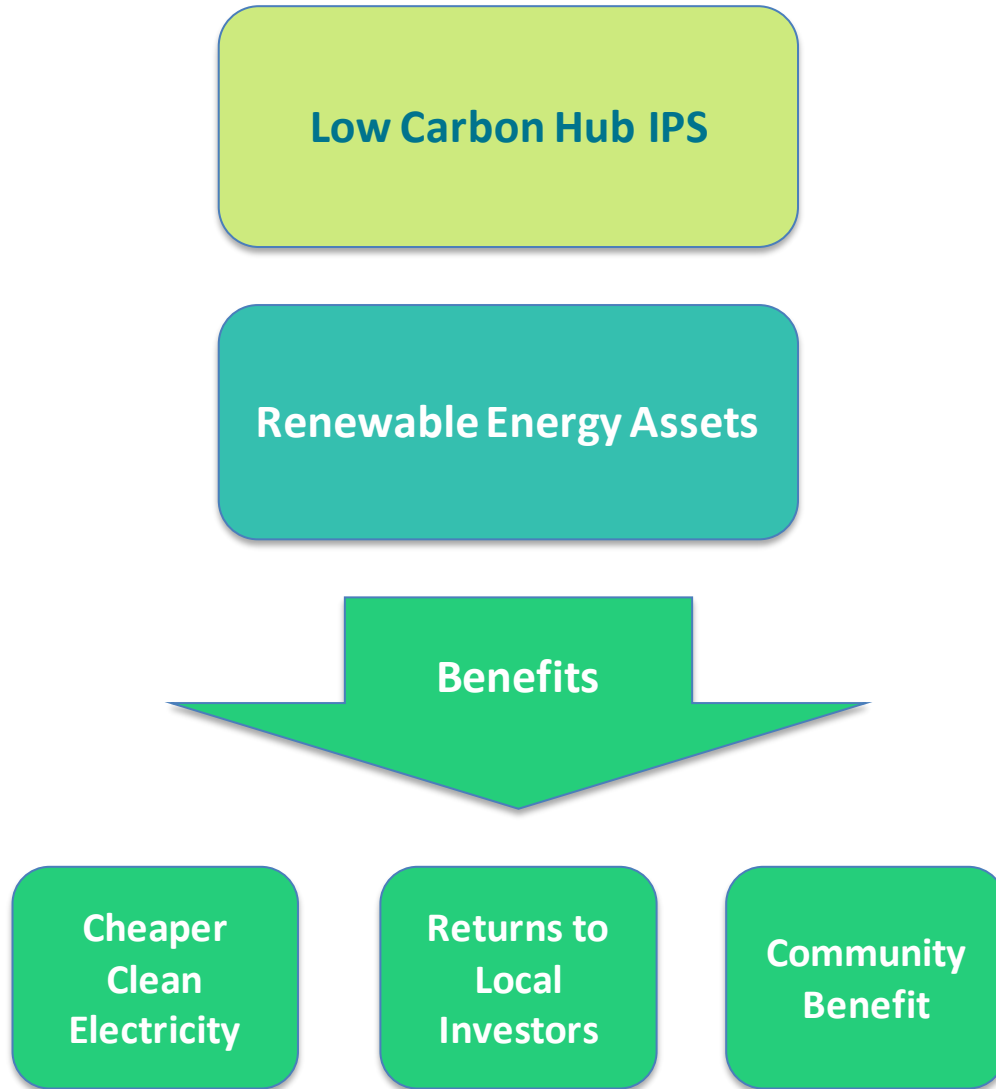 Low Carbon Hub IPS
Renewable Energy Assets
Benefits
Cheaper
Clean
Electricity
Returns to
Local
Investors
Community
Benefit